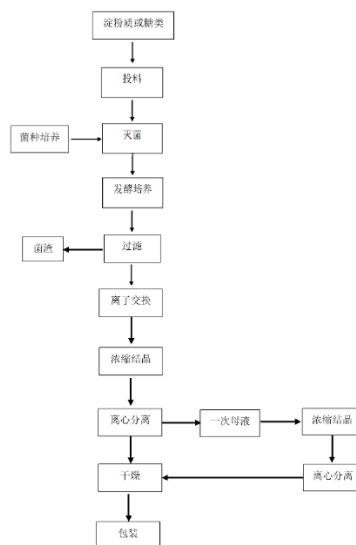 淀粉质或糖类
投料
菌种培养
灭菌
发酵培养
菌渣
过滤
离子交换
浓缩结晶
离心分离
一次母液
浓缩结晶
干燥
离心分离
包装